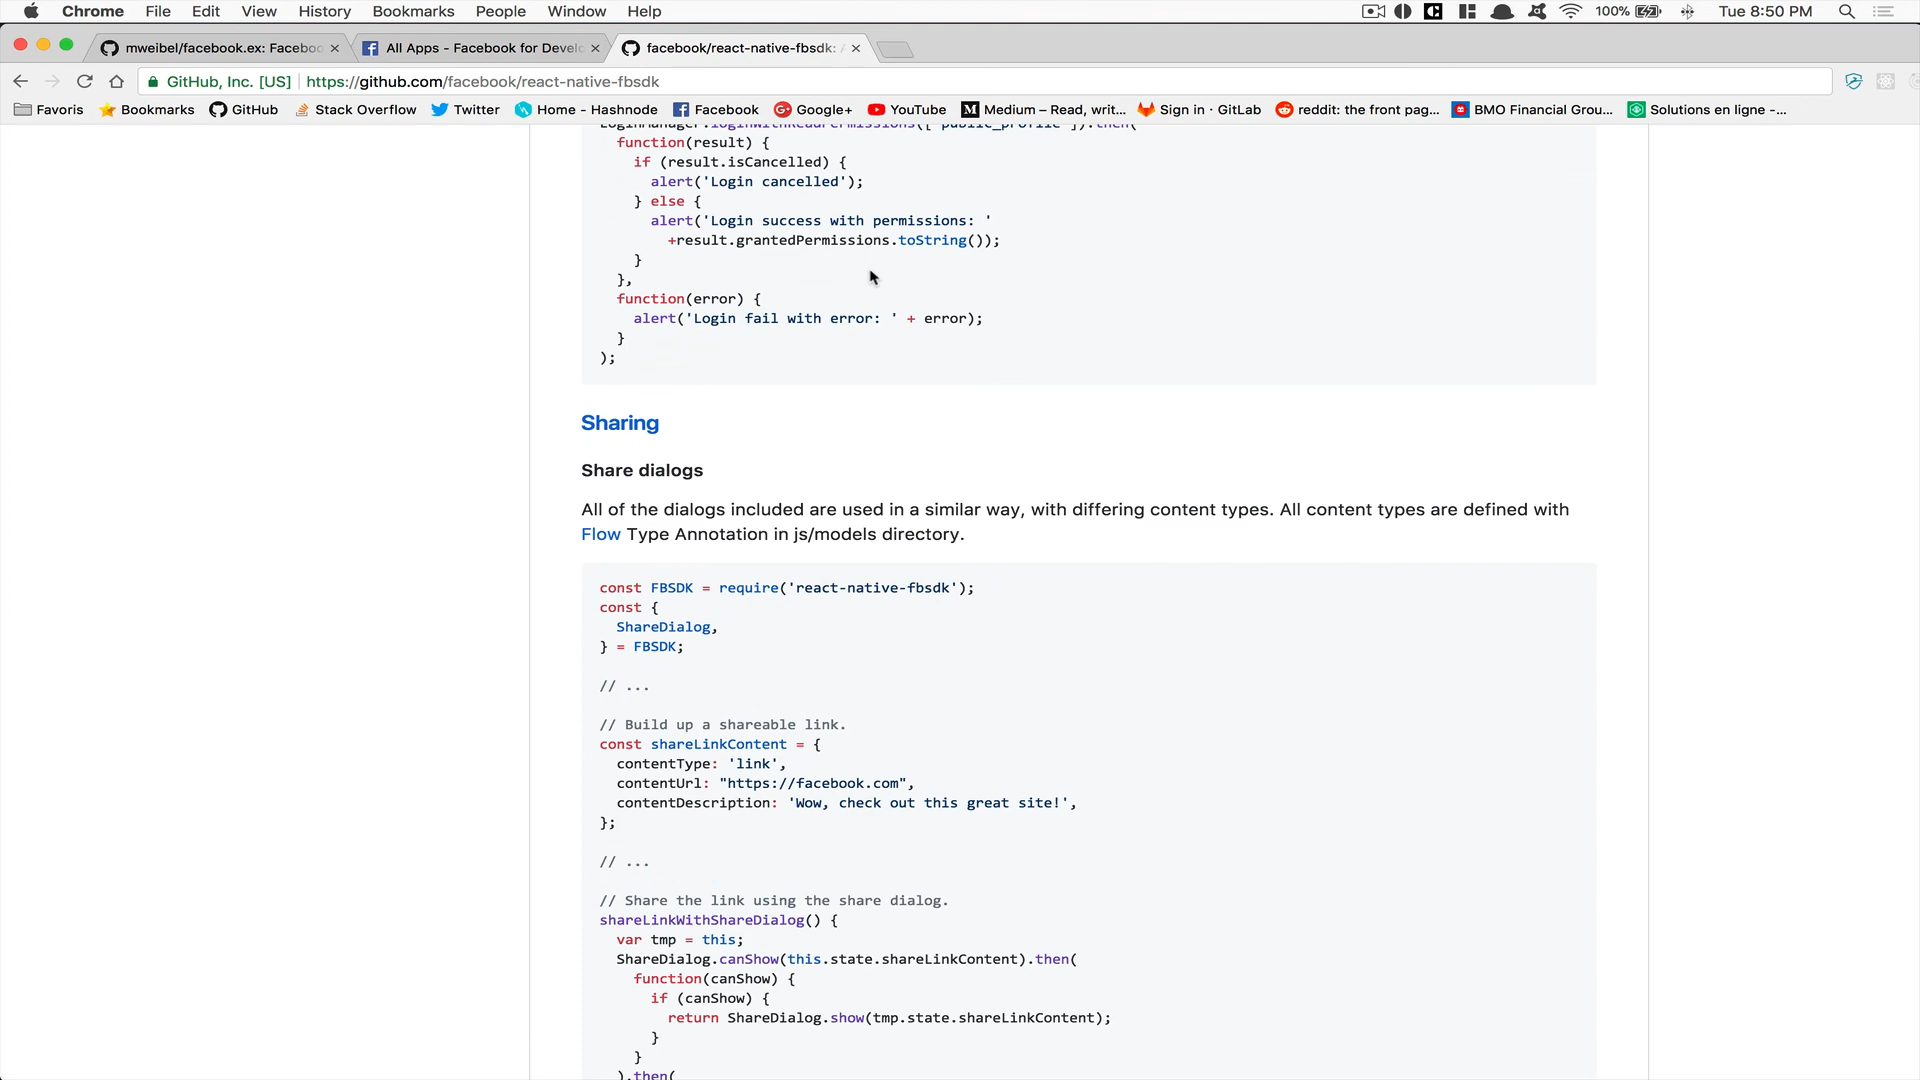 Chrome File Edit View History Bookmarks People Window Help 100% Tue 8:50 PM
mweibel/facebook.ex: Facebo All Apps - Facebook for Develo facebook/react-native-fbsdk: A
GitHub, Inc. [US] https://github.com/facebook/react-native-fbsdk
Favoris Bookmarks GitHub Stack Overflow Twitter Home - Hashnode Facebook Google+ YouTube Medium – Read, writ... Sign in · GitLab reddit: the front pag... BMO Financial Grou... Solutions en ligne -...
LoginManager.logInWithReadPermissions(['public_profile']).then(
function(result) {
if (result.isCancelled) {
alert('Login cancelled');
} else {
alert('Login success with permissions: '
+result.grantedPermissions.toString());
}
},
function(error) {
alert('Login fail with error: ' + error);
}
);
Sharing
Share dialogs
All of the dialogs included are used in a similar way, with differing content types. All content types are defined with
Flow Type Annotation in js/models directory.
const FBSDK = require('react-native-fbsdk');
const {
ShareDialog,
} = FBSDK;
// ...
// Build up a shareable link.
const shareLinkContent = {
contentType: 'link',
contentUrl: "https://facebook.com",
contentDescription: 'Wow, check out this great site!',
};
// ...
// Share the link using the share dialog.
shareLinkWithShareDialog() {
var tmp = this;
ShareDialog.canShow(this.state.shareLinkContent).then(
function(canShow) {
if (canShow) {
return ShareDialog.show(tmp.state.shareLinkContent);
}
}
).then(